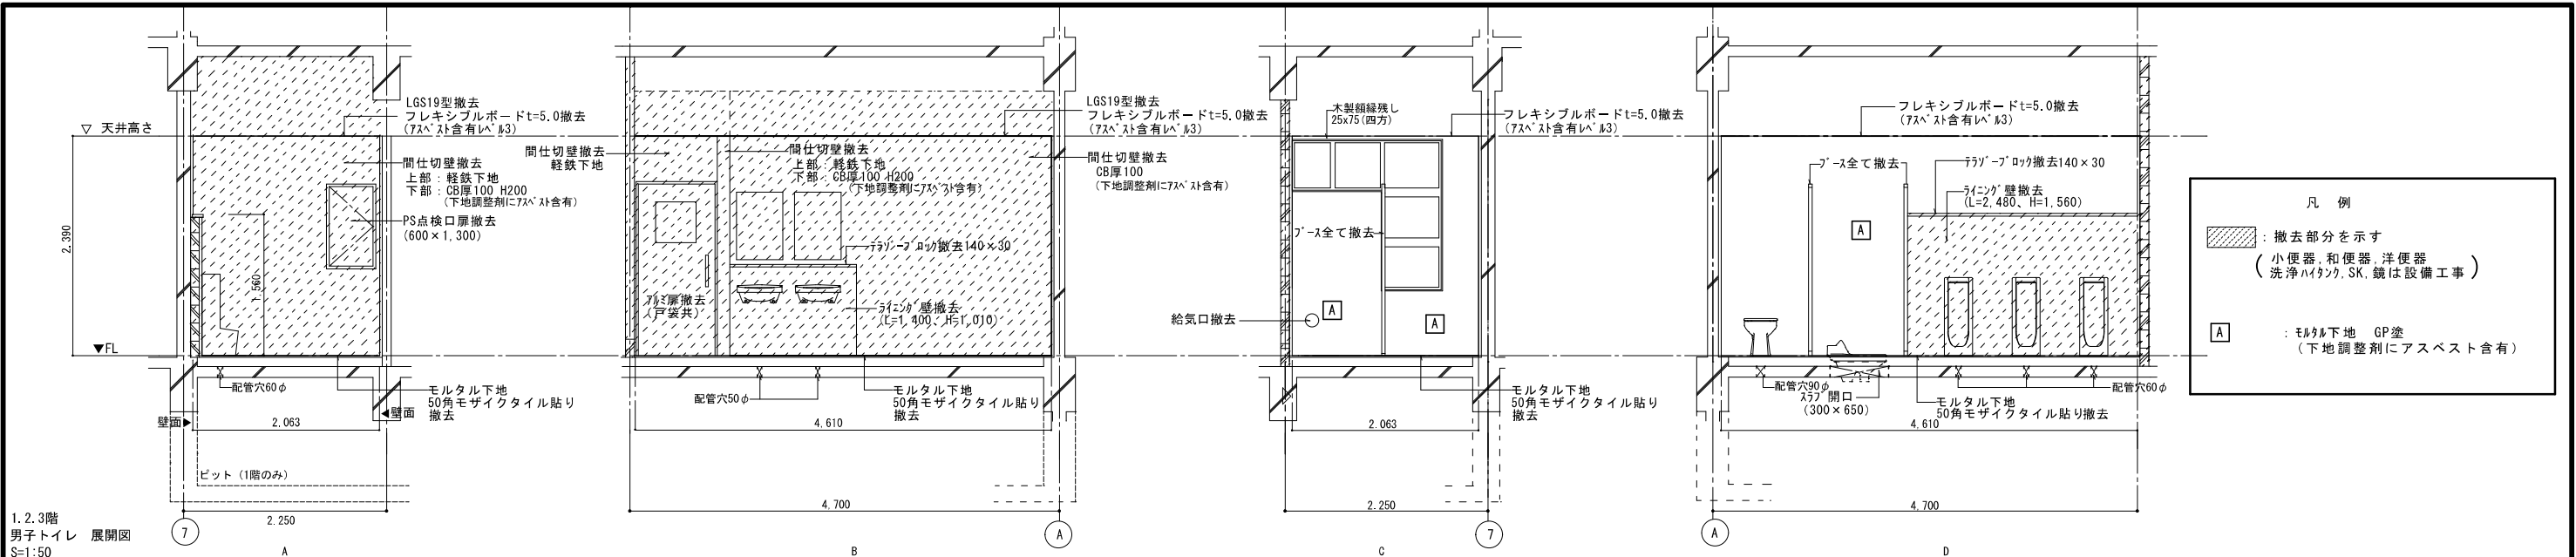 ▽ 天井高さ
2.390
▼FL
LGS19型撤去
フレキシブルボードt=5.0撤去
(アスベスト含有レベル3)
間仕切壁撤去
上部：軽鉄下地
下部：CB厚100 H200
(下地調整剤にアスベスト含有)
PS点検口扉撤去
(600×1,300)
1.560
配管穴60φ
モルタル下地
50角モザイクタイル貼り
撤去
壁面
壁面
2.063
ピット (1階のみ)
2.250
7
A
1.2.3階
男子トイレ 展開図
S=1:50
間仕切壁撤去
軽鉄下地
間仕切壁撤去
上部：軽鉄下地
下部：CB厚100 H200
(下地調整剤にアスベスト含有)
LGS19型撤去
フレキシブルボードt=5.0撤去
(アスベスト含有レベル3)
間仕切壁撤去
CB厚100
(下地調整剤にアスベスト含有)
テラゾーブロック撤去140×30
アルミ扉撤去
(戸袋共)
ライニング壁撤去
(L=1,400、H=1,010)
配管穴50φ
モルタル下地
50角モザイクタイル貼り
撤去
4.610
4.700
A
B
木製額縁残し
25x75(四方)
フレキシブルボードt=5.0撤去
(アスベスト含有レベル3)
ブース全て撤去
給気口撤去
A
A
モルタル下地
50角モザイクタイル貼り
撤去
2.063
2.250
7
C
フレキシブルボードt=5.0撤去
(アスベスト含有レベル3)
ブース全て撤去
テラゾーブロック撤去140×30
ライニング壁撤去
(L=2,480、H=1,560)
A
配管穴90φ
スラブ開口
(300×650)
配管穴60φ
モルタル下地
50角モザイクタイル貼り撤去
4.610
4.700
A
D
凡 例
：撤去部分を示す
(小便器,和便器,洋便器
洗浄ハイタンク,SK,鏡は設備工事)
A ：モルタル下地 GP塗
(下地調整剤にアスベスト含有)